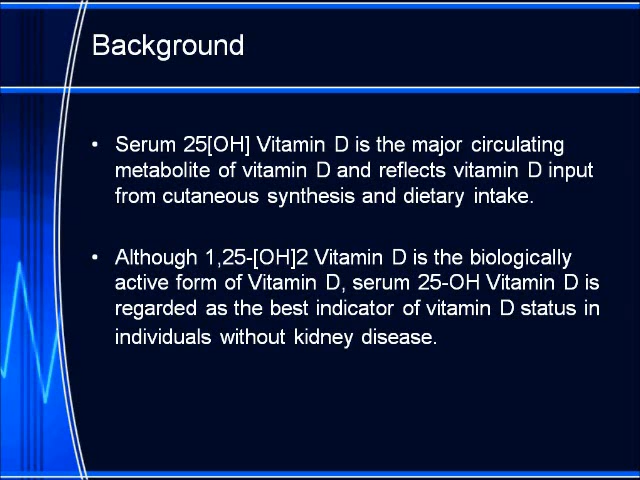 Background
• Serum 25[OH] Vitamin D is the major circulating
metabolite of vitamin D and reflects vitamin D input
from cutaneous synthesis and dietary intake.
• Although 1,25-[OH]2 Vitamin D is the biologically
active form of Vitamin D, serum 25-OH Vitamin D is
regarded as the best indicator of vitamin D status in
individuals without kidney disease.